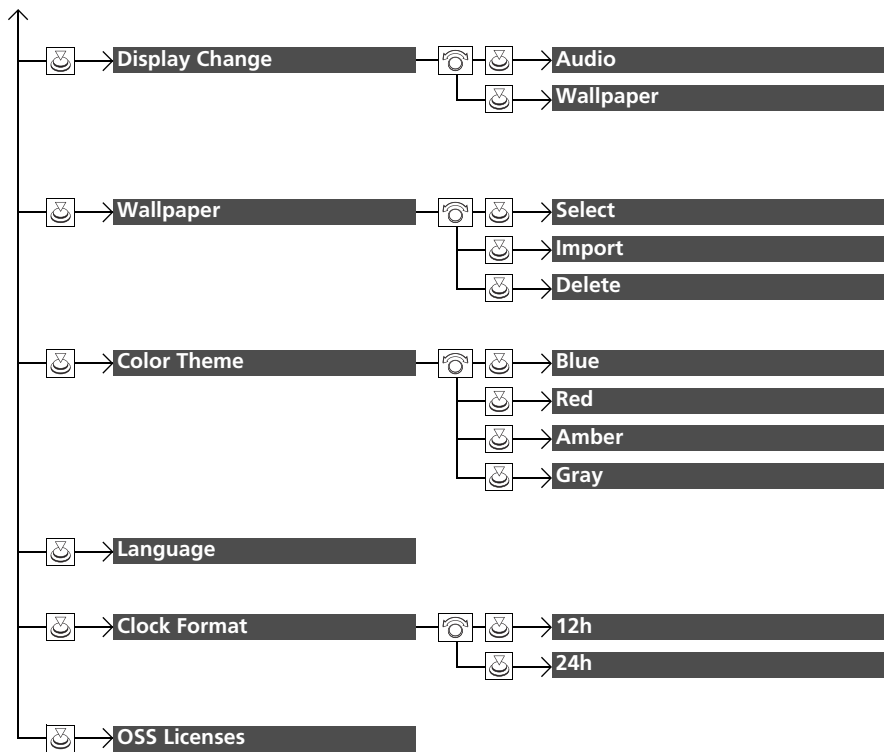 Display Change
Audio
Wallpaper
Wallpaper
Select
Import
Delete
Color Theme
Blue
Red
Amber
Gray
Language
Clock Format
12h
24h
OSS Licenses